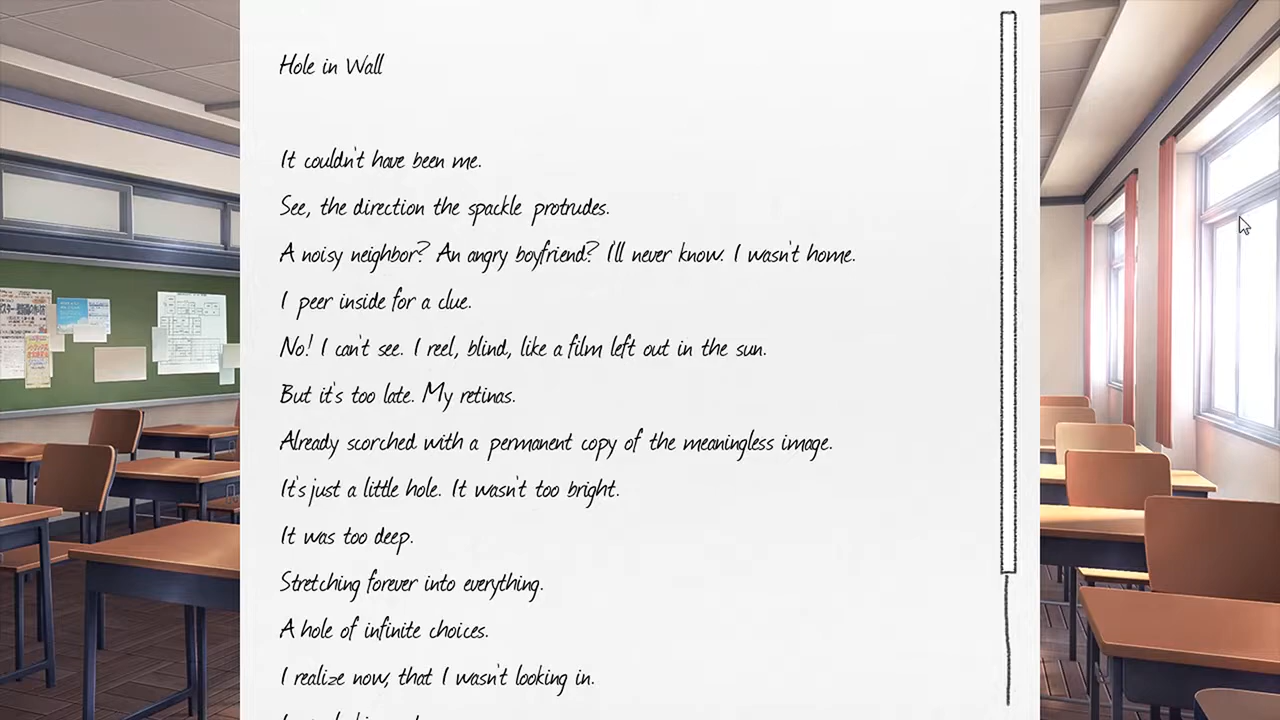 Hole in Wall
It couldn't have been me.
See, the direction the spackle protrudes.
A noisy neighbor? An angry boyfriend? I'll never know. I wasn't home.
I peer inside for a clue.
No! I can't see. I reel, blind, like a film left out in the sun.
But it's too late. My retinas.
Already scorched with a permanent copy of the meaningless image.
It's just a little hole. It wasn't too bright.
It was too deep.
Stretching forever into everything.
A hole of infinite choices.
I realize now, that I wasn't looking in.